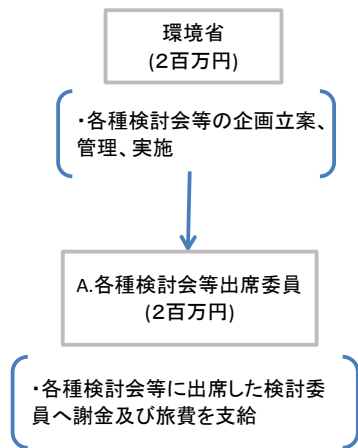 環境省
(2百万円)
・各種検討会等の企画立案、
管理、実施
A.各種検討会等出席委員
(2百万円)
・各種検討会等に出席した検討委
員へ謝金及び旅費を支給